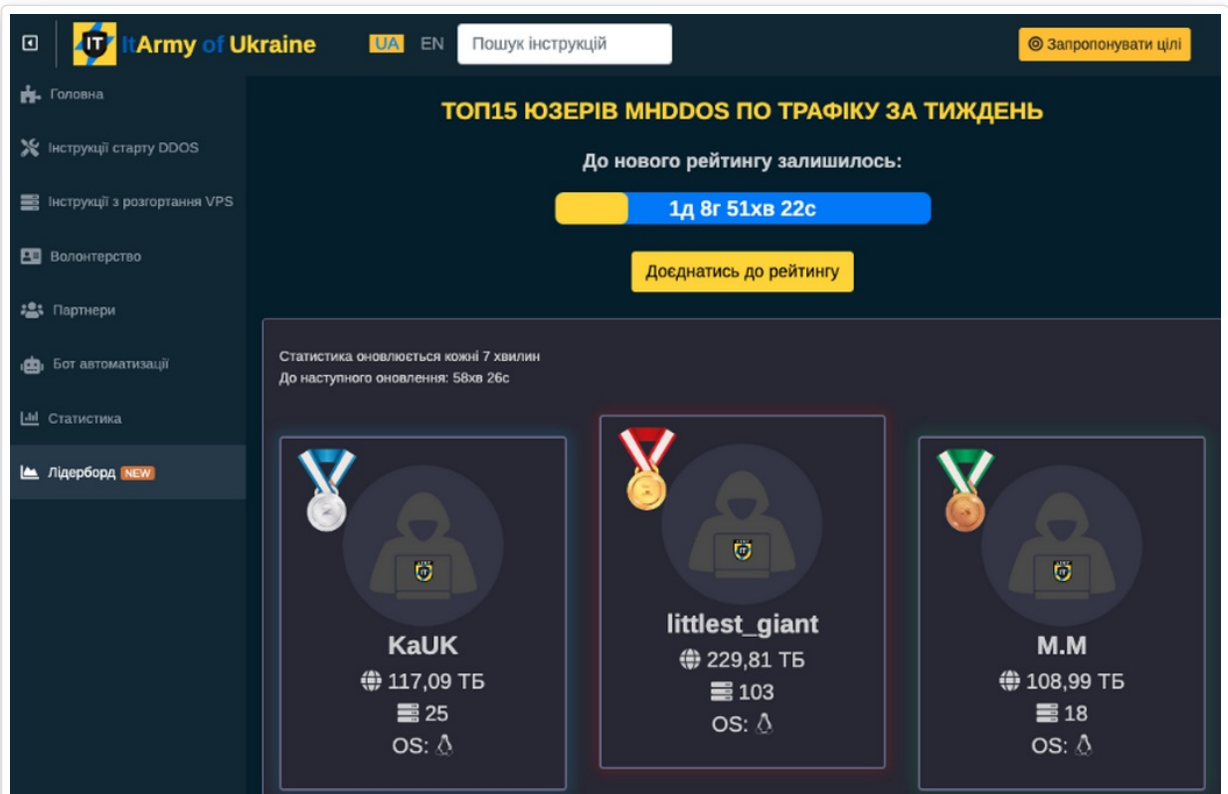 IT ItArmy of Ukraine UA EN Пошук інструкцій Запропонувати цілі
Головна
Інструкції старту DDOS
Інструкції з розгортання VPS
Волонтерство
Партнери
Бот автоматизації
Статистика
Лідерборд NEW
ТОП15 ЮЗЕРІВ MHDDOS ПО ТРАФІКУ ЗА ТИЖДЕНЬ
До нового рейтингу залишилось:
1д 8г 51хв 22с
Доєднатись до рейтингу
Статистика оновлюється кожні 7 хвилин
До наступного оновлення: 58хв 26с
KaUK
117,09 ТБ
25
OS:
littlest_giant
229,81 ТБ
103
OS:
M.M
108,99 ТБ
18
OS: